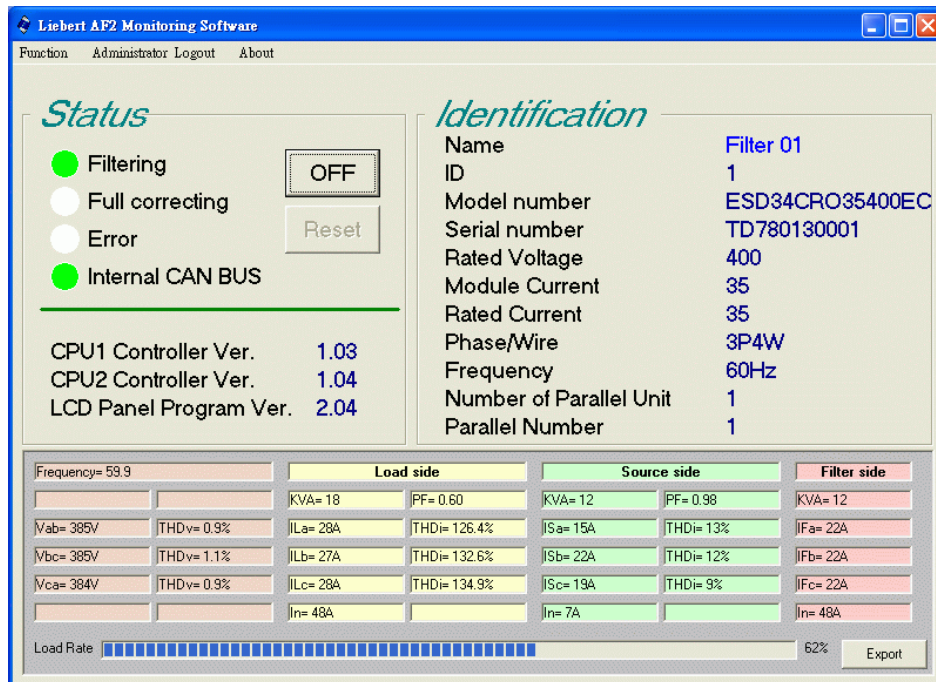 Liebert AF2 Monitoring Software
Function Administrator Logout About
Status
Filtering
OFF
Full correcting
Reset
Error
Internal CAN BUS
CPU1 Controller Ver. 1.03
CPU2 Controller Ver. 1.04
LCD Panel Program Ver. 2.04
Identification
Name Filter 01
ID 1
Model number ESD34CRO35400EC
Serial number TD780130001
Rated Voltage 400
Module Current 35
Rated Current 35
Phase/Wire 3P4W
Frequency 60Hz
Number of Parallel Unit 1
Parallel Number 1
Frequency= 59.9 Load side Source side Filter side
KVA= 18 PF= 0.60 KVA= 12 PF= 0.98 KVA= 12
Vab= 385V THDv= 0.9% ILa= 28A THDi= 126.4% ISa= 15A THDi= 13% IFa= 22A
Vbc= 385V THDv= 1.1% ILb= 27A THDi= 132.6% ISb= 22A THDi= 12% IFb= 22A
Vca= 384V THDv= 0.9% ILc= 28A THDi= 134.9% ISc= 19A THDi= 9% IFc= 22A
In= 48A In= 7A In= 48A
Load Rate 62% Export